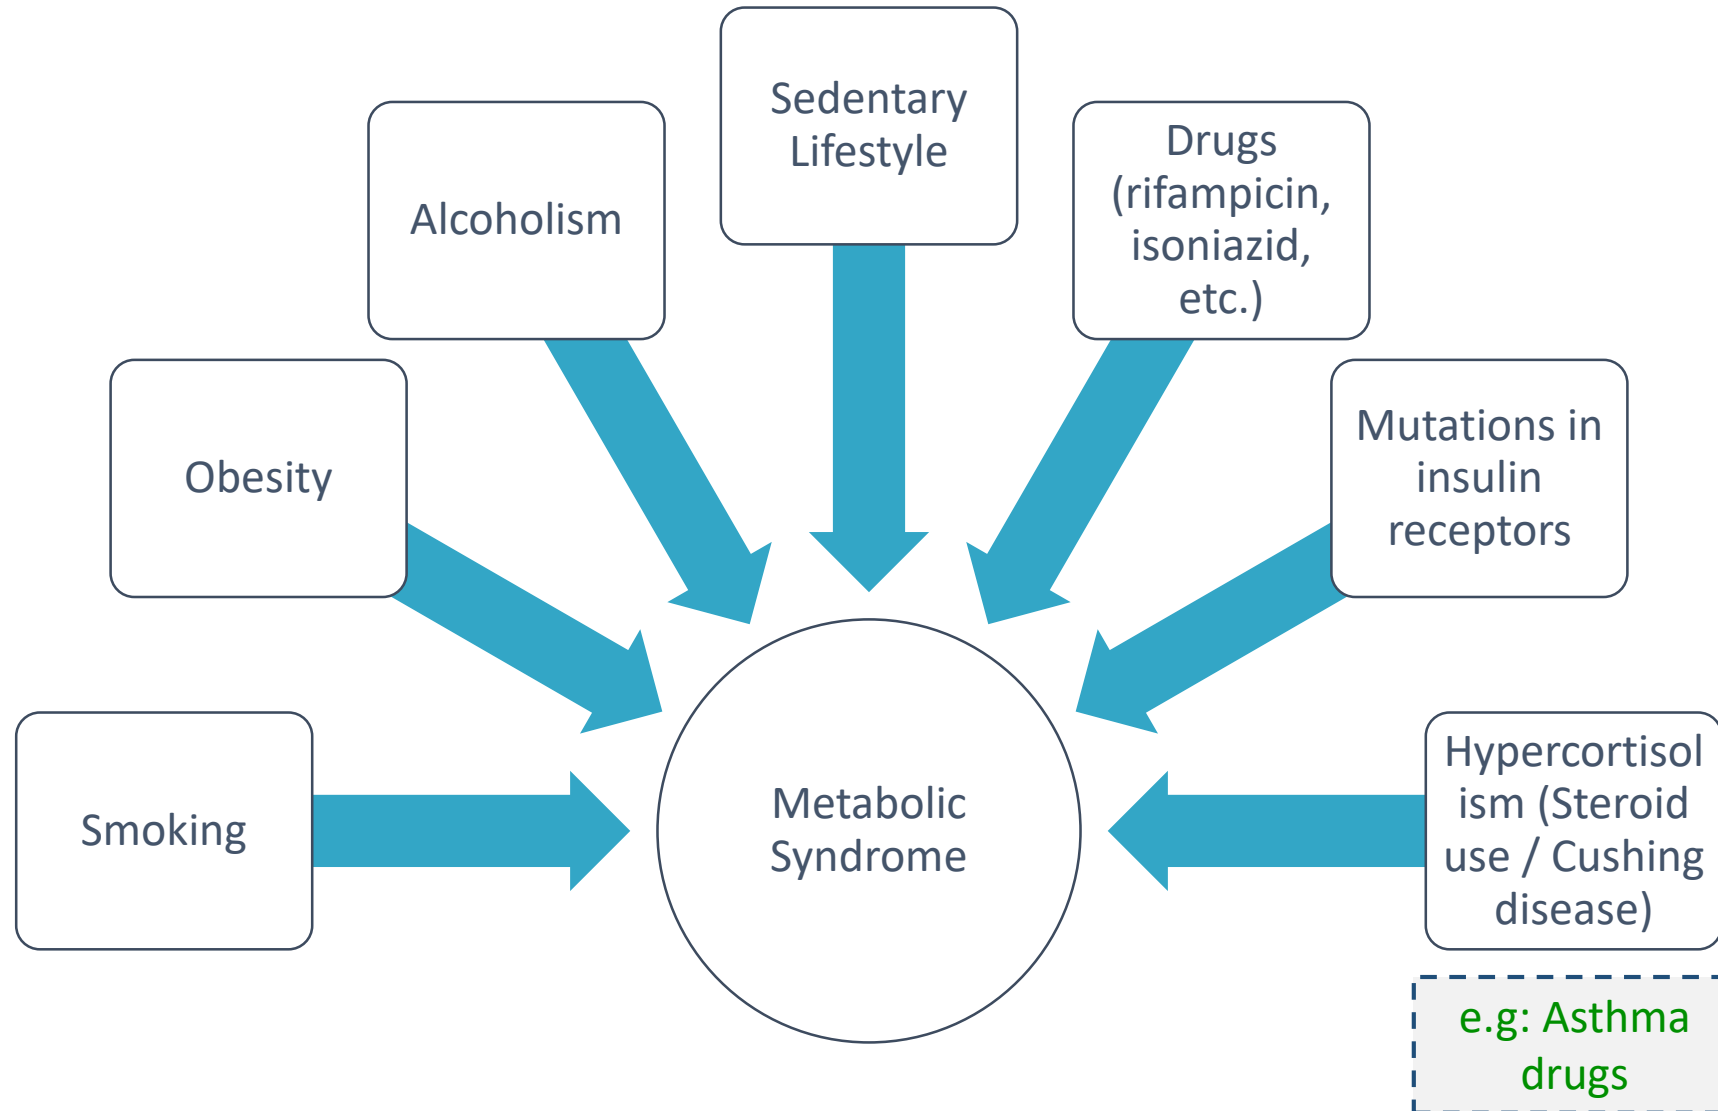 Sedentary
Lifestyle
Alcoholism
Drugs
(rifampicin,
isoniazid,
etc.)
Obesity
Mutations in
insulin
receptors
Smoking
Metabolic
Syndrome
Hypercortisol
ism (Steroid
use / Cushing
disease)
e.g: Asthma
drugs